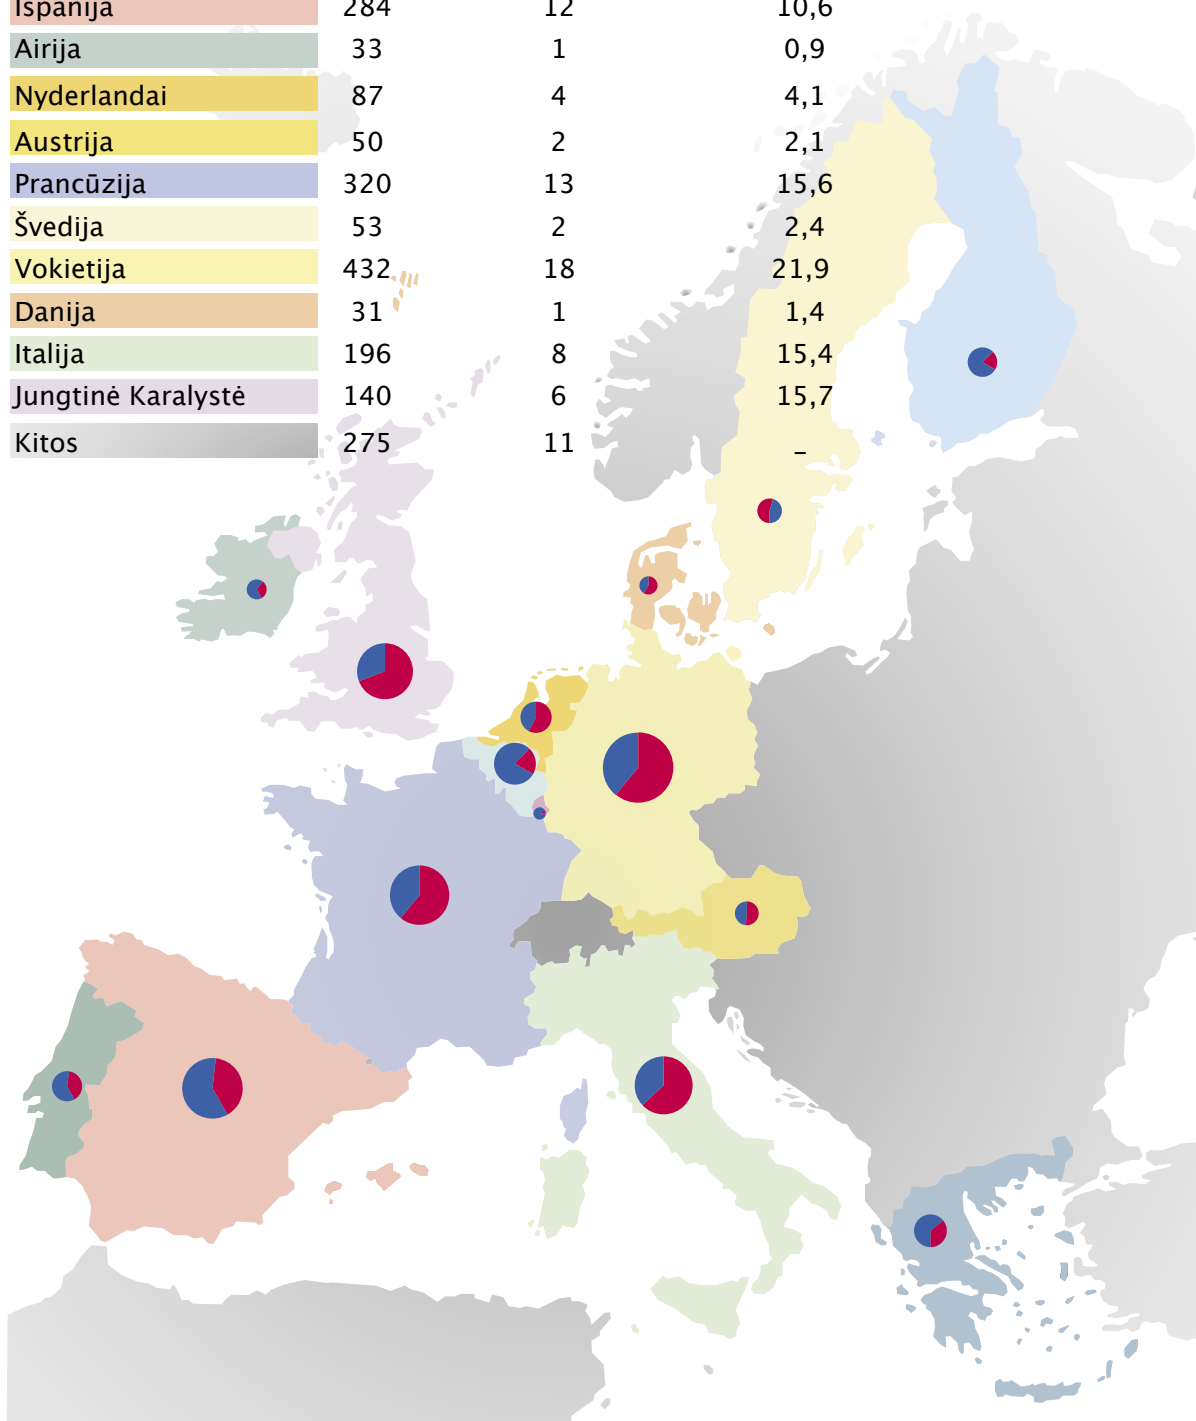 Ispanija 284 12 10,6
Airija 33 1 0,9
Nyderlandai 87 4 4,1
Austrija 50 2 2,1
Prancūzija 320 13 15,6
Švedija 53 2 2,4
Vokietija 432 18 21,9
Danija 31 1 1,4
Italija 196 8 15,4
Jungtinė Karalystė 140 6 15,7
Kitos 275 11 –